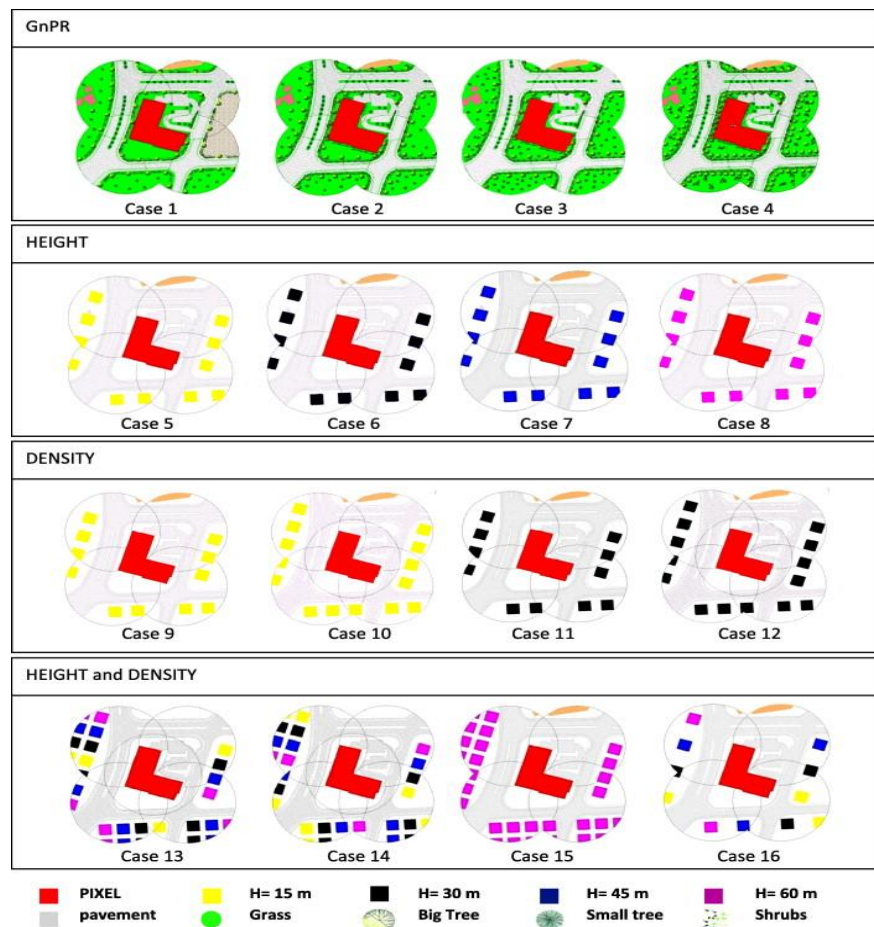 GnPR
Case 1 Case 2 Case 3 Case 4
HEIGHT
Case 5 Case 6 Case 7 Case 8
DENSITY
Case 9 Case 10 Case 11 Case 12
HEIGHT and DENSITY
Case 13 Case 14 Case 15 Case 16
PIXEL H= 15 m H= 30 m H= 45 m H= 60 m
pavement Grass Big Tree Small tree Shrubs